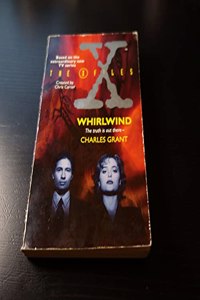 Based on the
extraordinary new
TV series
THE X FILES
Created by
Chris Carter
X
WHIRLWIND
The truth is out there—
CHARLES GRANT